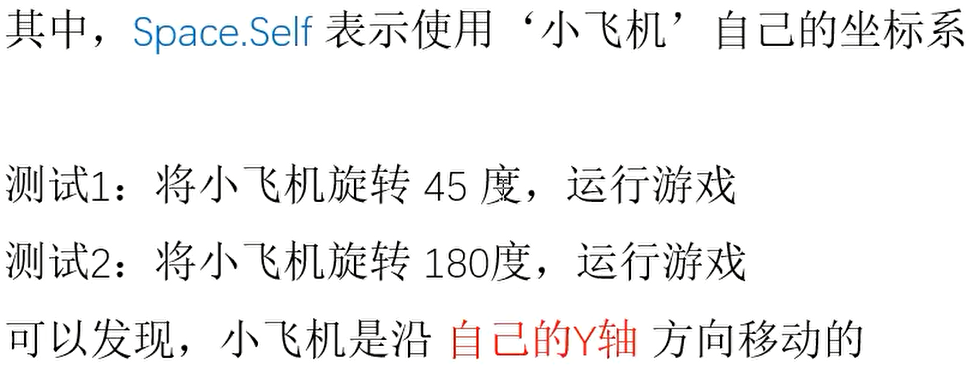 其中，Space.Self 表示使用‘小飞机’自己的坐标系
测试1：将小飞机旋转 45 度，运行游戏
测试2：将小飞机旋转 180度，运行游戏
可以发现，小飞机是沿 自己的Y轴 方向移动的